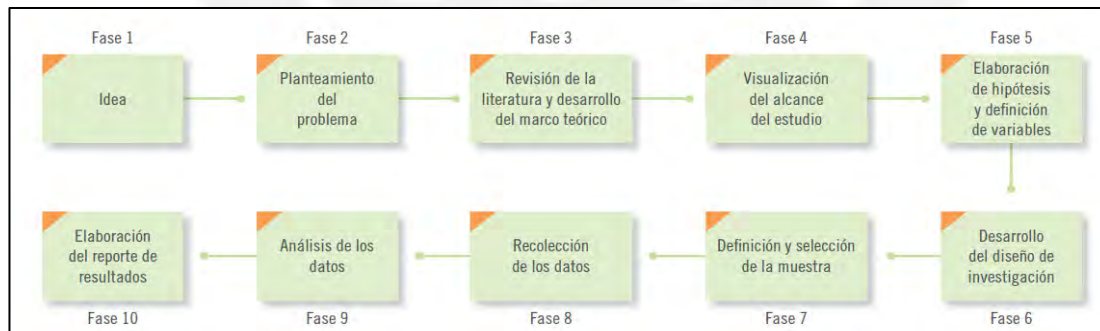 Fase 1
Idea
Fase 2
Planteamiento
del
problema
Fase 3
Revisión de la
literatura y desarrollo
del marco teórico
Fase 4
Visualización
del alcance
del estudio
Fase 5
Elaboración
de hipótesis
y definición
de variables
Desarrollo
del diseño de
investigación
Fase 6
Definición y selección
de la muestra
Fase 7
Recolección
de los datos
Fase 8
Análisis de los
datos
Fase 9
Elaboración
del reporte de
resultados
Fase 10